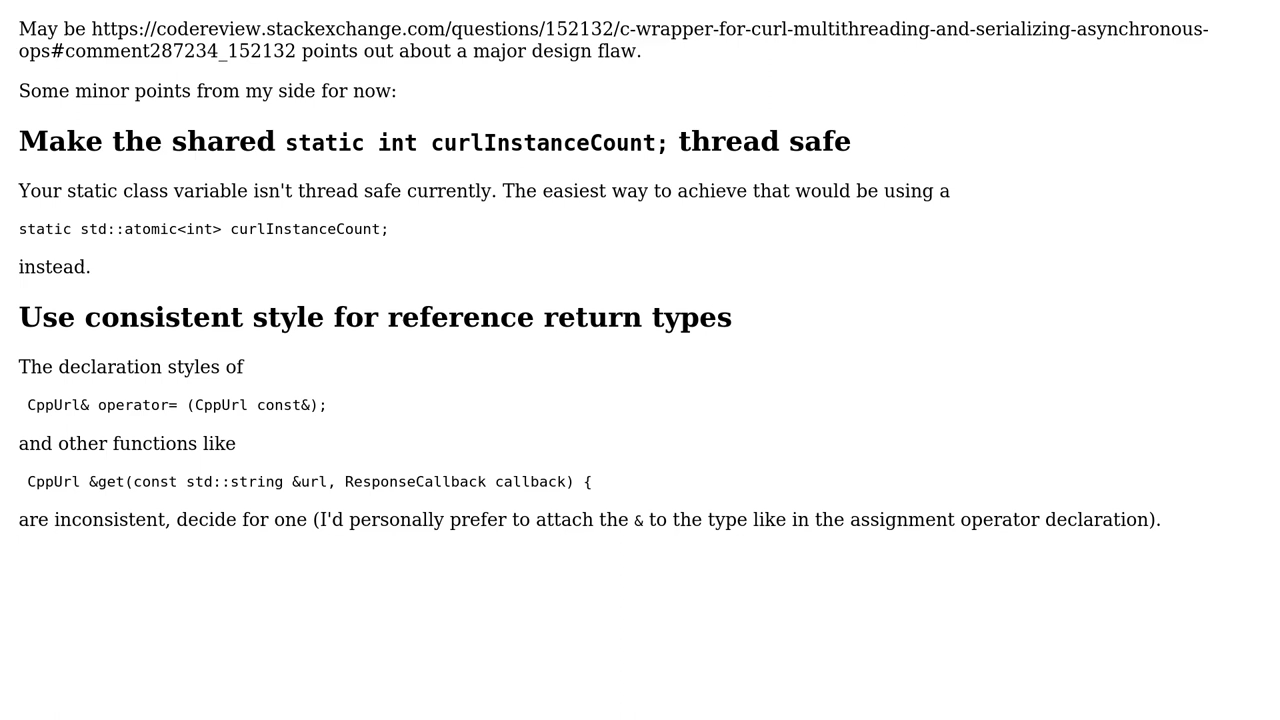 May be https://codereview.stackexchange.com/questions/152132/c-wrapper-for-curl-multithreading-and-serializing-asynchronous-
ops#comment287234_152132 points out about a major design flaw.
Some minor points from my side for now:
Make the shared static int curlInstanceCount; thread safe
Your static class variable isn't thread safe currently. The easiest way to achieve that would be using a
static std::atomic<int> curlInstanceCount;
instead.
Use consistent style for reference return types
The declaration styles of
CppUrl& operator= (CppUrl const&);
and other functions like
CppUrl &get(const std::string &url, ResponseCallback callback) {
are inconsistent, decide for one (I'd personally prefer to attach the & to the type like in the assignment operator declaration).